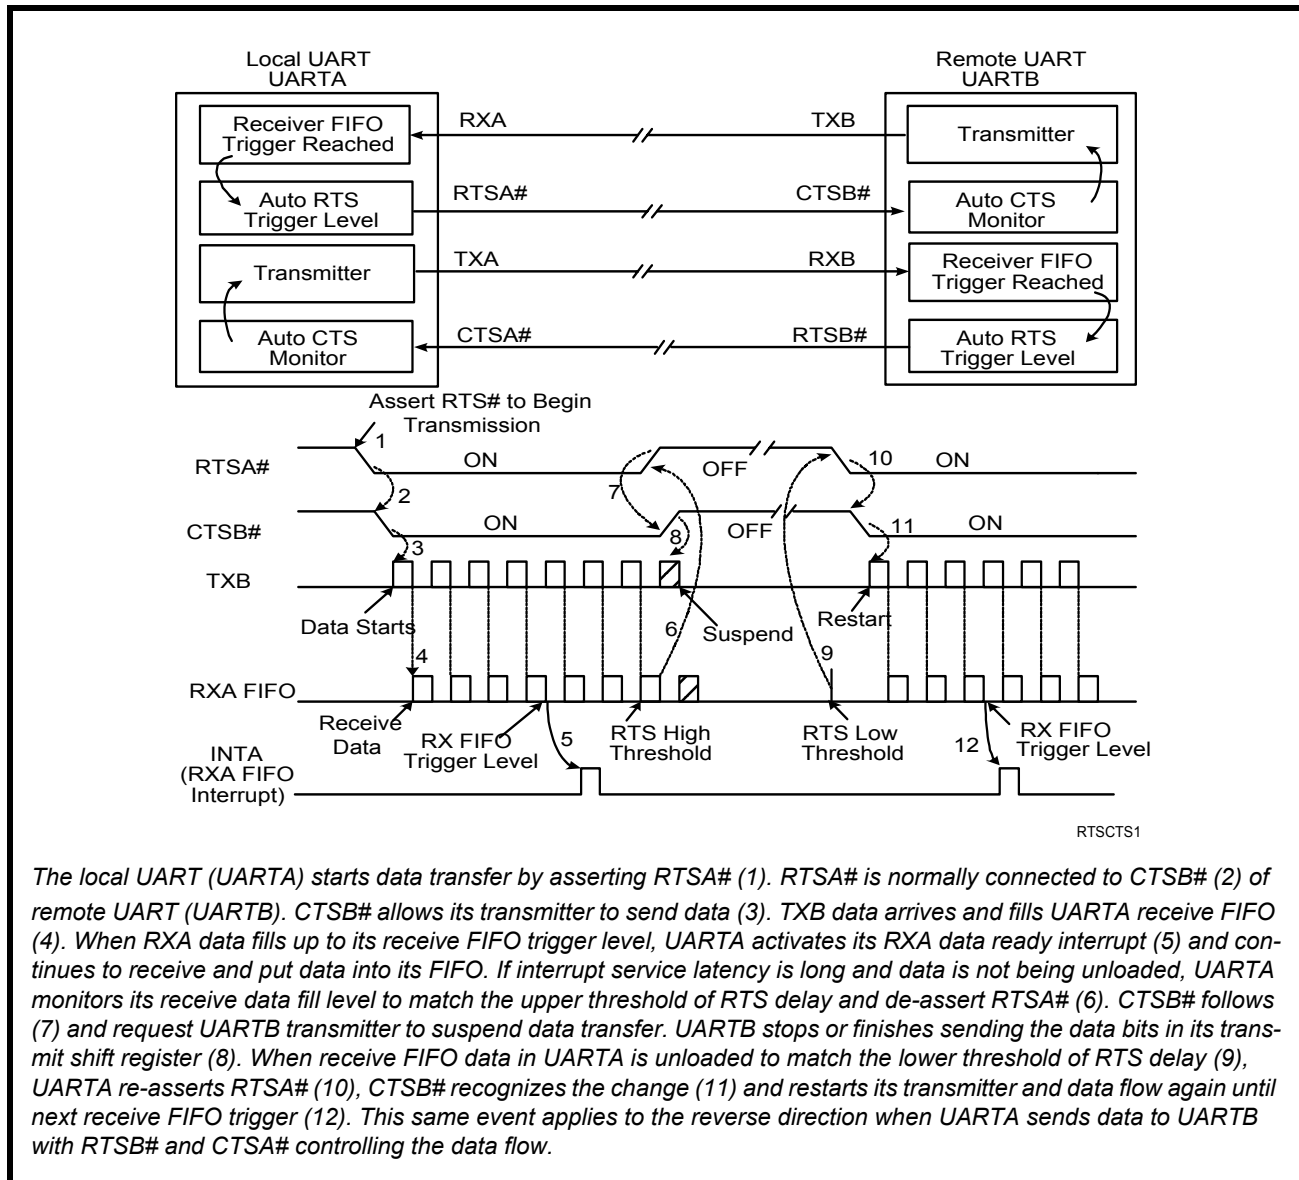 Local UART
UARTA
Remote UART
UARTB
Receiver FIFO
Trigger Reached
RXA
TXB
Transmitter
Auto RTS
Trigger Level
RTSA#
CTSB#
Auto CTS
Monitor
Transmitter
TXA
RXB
Receiver FIFO
Trigger Reached
Auto CTS
Monitor
CTSA#
RTSB#
Auto RTS
Trigger Level
Assert RTS# to Begin
Transmission
1
RTSA#
ON
OFF
10
ON
2
7
CTSB#
ON
8
OFF
11
ON
3
TXB
Data Starts
6
Suspend
Restart
4
9
RXA FIFO
Receive
Data
RX FIFO
Trigger Level
5
RTS High
Threshold
RTS Low
Threshold
12
RX FIFO
Trigger Level
INTA
(RXA FIFO
Interrupt)
RTSCTS1
The local UART (UARTA) starts data transfer by asserting RTSA# (1). RTSA# is normally connected to CTSB# (2) of
remote UART (UARTB). CTSB# allows its transmitter to send data (3). TXB data arrives and fills UARTA receive FIFO
(4). When RXA data fills up to its receive FIFO trigger level, UARTA activates its RXA data ready interrupt (5) and con-
tinues to receive and put data into its FIFO. If interrupt service latency is long and data is not being unloaded, UARTA
monitors its receive data fill level to match the upper threshold of RTS delay and de-assert RTSA# (6). CTSB# follows
(7) and request UARTB transmitter to suspend data transfer. UARTB stops or finishes sending the data bits in its trans-
mit shift register (8). When receive FIFO data in UARTA is unloaded to match the lower threshold of RTS delay (9),
UARTA re-asserts RTSA# (10), CTSB# recognizes the change (11) and restarts its transmitter and data flow again until
next receive FIFO trigger (12). This same event applies to the reverse direction when UARTA sends data to UARTB
with RTSB# and CTSA# controlling the data flow.